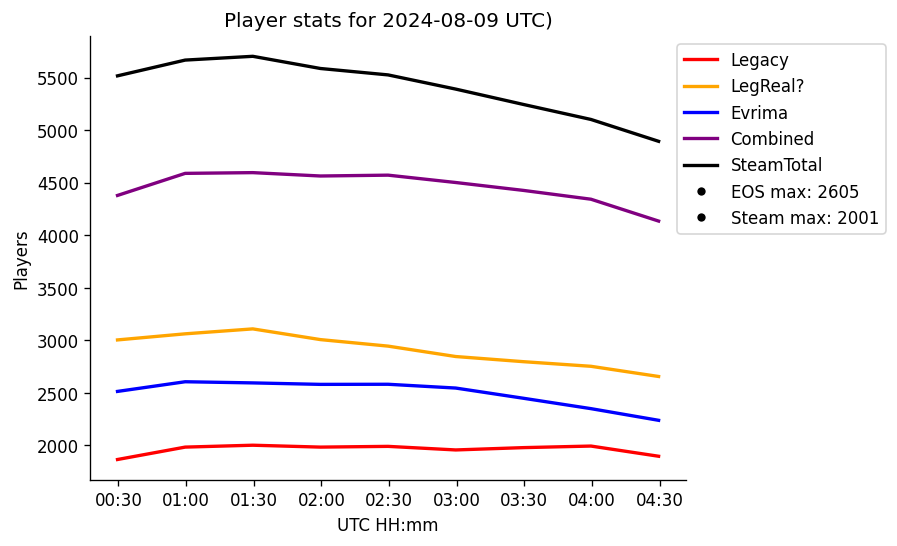 Player stats for 2024-08-09 UTC)
Legacy
LegReal?
Evrima
Combined
SteamTotal
EOS max: 2605
Steam max: 2001
Players
5500
5000
4500
4000
3500
3000
2500
2000
00:30 01:00 01:30 02:00 02:30 03:00 03:30 04:00 04:30
UTC HH:mm